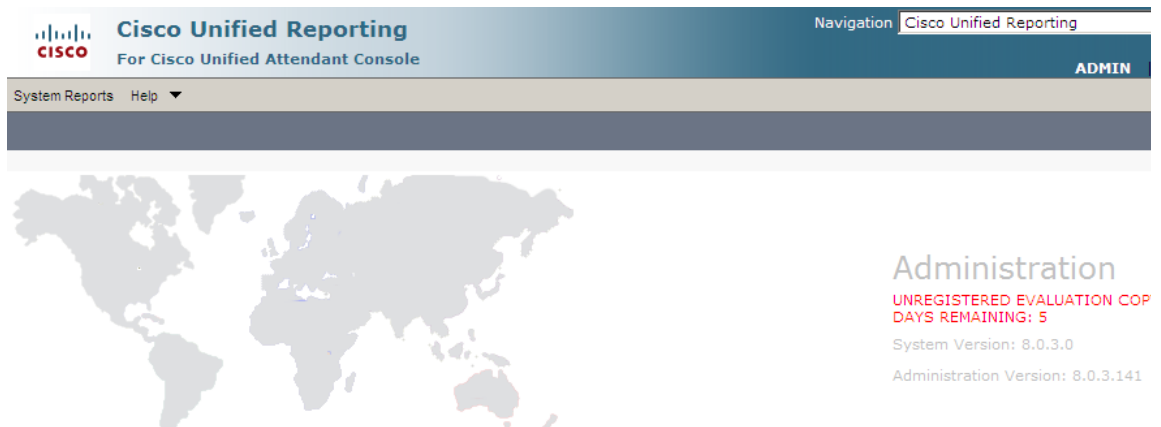 CISCO
Cisco Unified Reporting
For Cisco Unified Attendant Console
Navigation Cisco Unified Reporting
ADMIN
System Reports Help
Administration
UNREGISTERED EVALUATION COP
DAYS REMAINING: 5
System Version: 8.0.3.0
Administration Version: 8.0.3.141